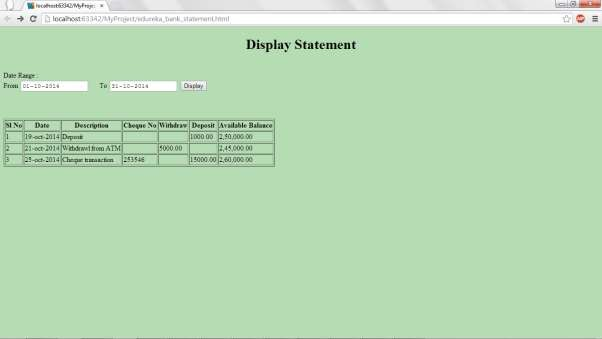 localhost:63342/MyProjec
localhost:63342/MyProject/edureka_bank_statement.html
Display Statement
Date Range :
From 01-10-2014 To 31-10-2014 Display
Sl No Date Description Cheque No Withdraw Deposit Available Balance
1 19-oct-2014 Deposit 1000.00 2,50,000.00
2 21-oct-2014 Withdrawl from ATM 5000.00 2,45,000.00
3 25-oct-2014 Cheque transaction 253546 15000.00 2,60,000.00